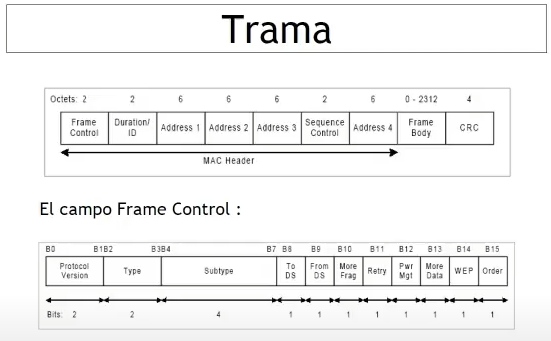 Trama
Octets: 2 2 6 6 6 2 6 0 - 2312 4
Frame Control Duration/ ID Address 1 Address 2 Address 3 Sequence Control Address 4 Frame Body CRC
MAC Header
El campo Frame Control :
B0 B1B2 B3B4 B7 B8 B9 B10 B11 B12 B13 B14 B15
Protocol Version Type Subtype To DS From DS More Frag Retry Pwr Mgt More Data WEP Order
Bits: 2 2 4 1 1 1 1 1 1 1 1